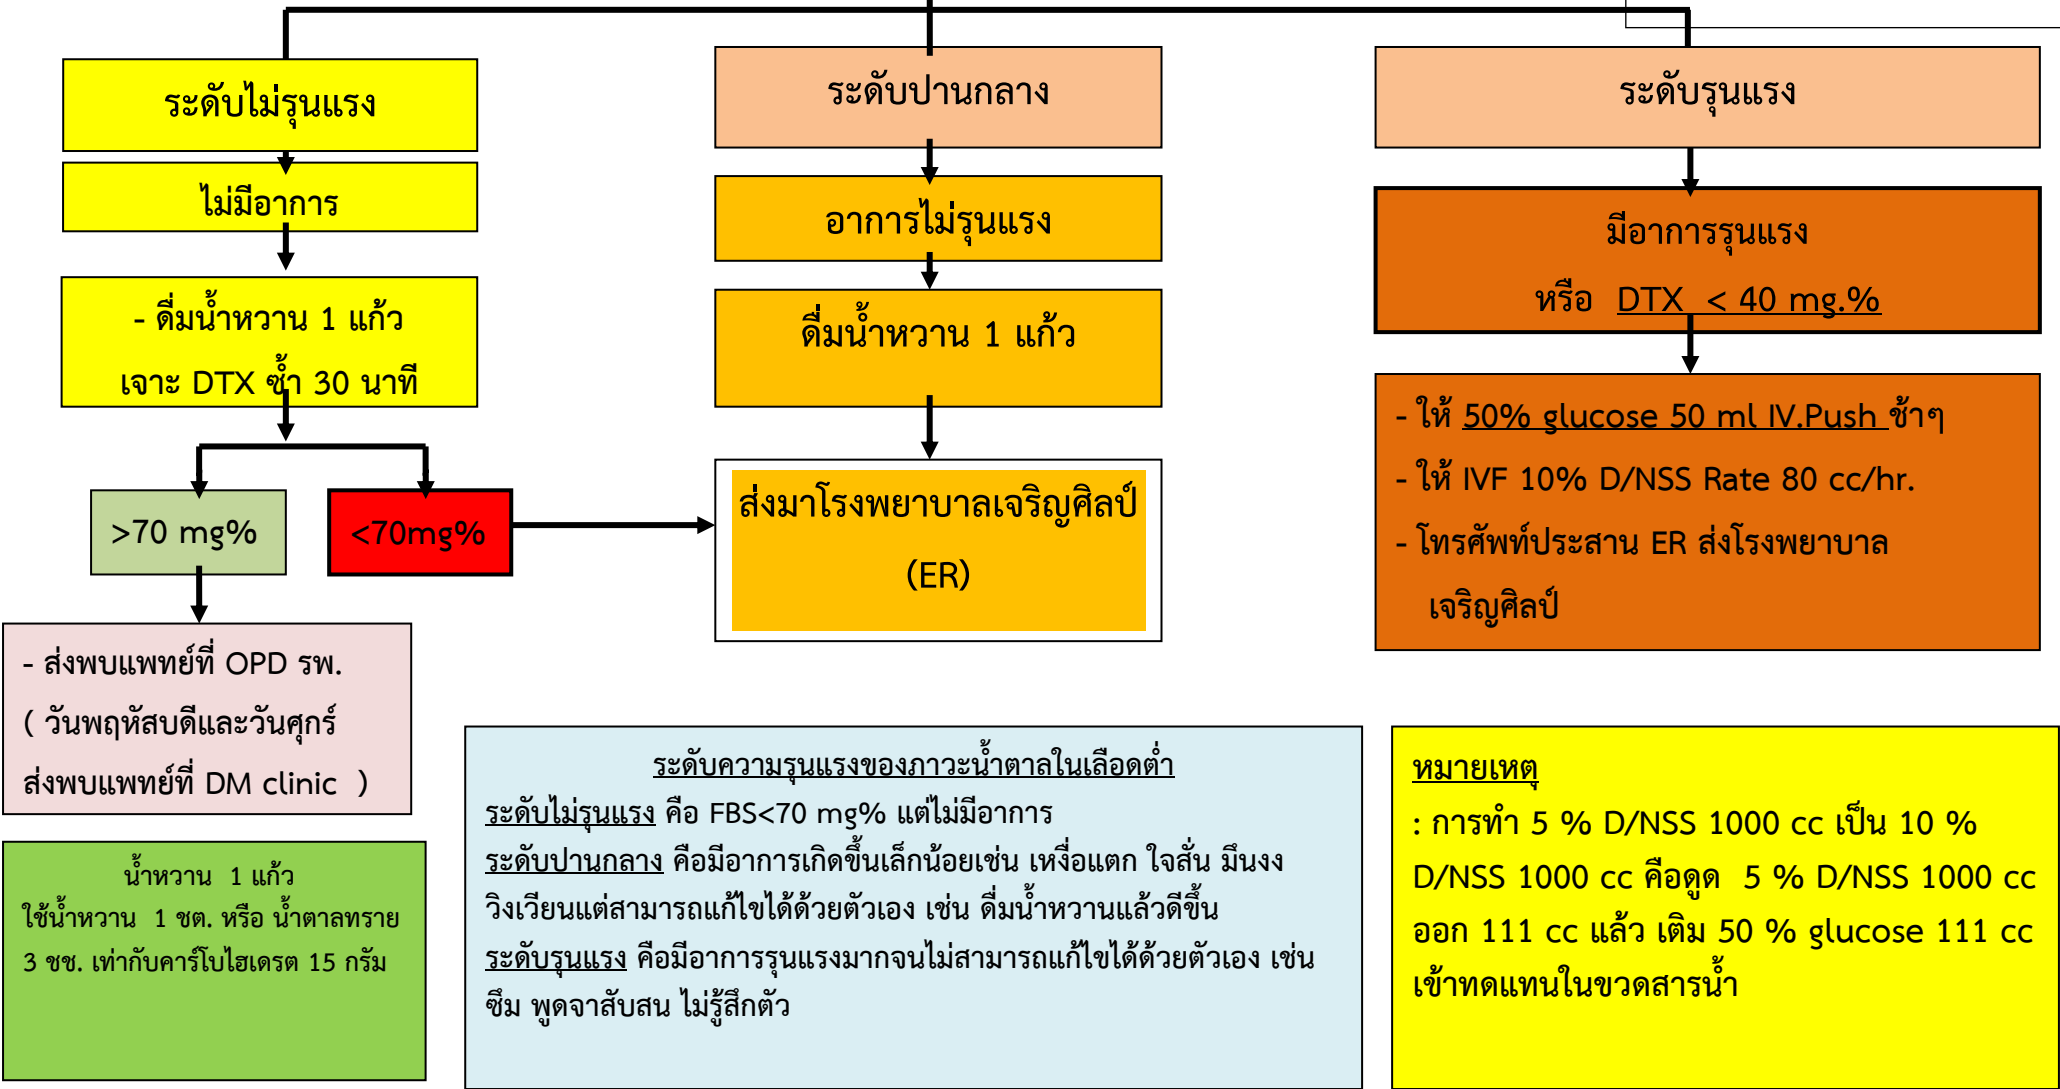 ระดับไม่รุนแรง
ไม่มีอาการ
- ดื่มน้ำหวาน 1 แก้ว
เจาะ DTX ซ้ำ 30 นาที
>70 mg%
<70mg%
- ส่งพบแพทย์ที่ OPD รพ.
( วันพฤหัสบดีและวันศุกร์
ส่งพบแพทย์ที่ DM clinic )
ระดับปานกลาง
อาการไม่รุนแรง
ดื่มน้ำหวาน 1 แก้ว
ส่งมาโรงพยาบาลเจริญศิลป์
(ER)
ระดับรุนแรง
มีอาการรุนแรง
หรือ DTX < 40 mg.%
- ให้ 50% glucose 50 ml IV.Push ช้าๆ
- ให้ IVF 10% D/NSS Rate 80 cc/hr.
- โทรศัพท์ประสาน ER ส่งโรงพยาบาล
เจริญศิลป์
น้ำหวาน 1 แก้ว
ใช้น้ำหวาน 1 ชต. หรือ น้ำตาลทราย
3 ชช. เท่ากับคาร์โบไฮเดรต 15 กรัม
ระดับความรุนแรงของภาวะน้ำตาลในเลือดต่ำ
ระดับไม่รุนแรง คือ FBS<70 mg% แต่ไม่มีอาการ
ระดับปานกลาง คือมีอาการเกิดขึ้นเล็กน้อยเช่น เหงื่อแตก ใจสั่น มึนงง
วิงเวียนแต่สามารถแก้ไขได้ด้วยตัวเอง เช่น ดื่มน้ำหวานแล้วดีขึ้น
ระดับรุนแรง คือมีอาการรุนแรงมากจนไม่สามารถแก้ไขได้ด้วยตัวเอง เช่น
ซึม พูดจาสับสน ไม่รู้สึกตัว
หมายเหตุ
: การทำ 5 % D/NSS 1000 cc เป็น 10 %
D/NSS 1000 cc คือดูด 5 % D/NSS 1000 cc
ออก 111 cc แล้ว เติม 50 % glucose 111 cc
เข้าทดแทนในขวดสารน้ำ